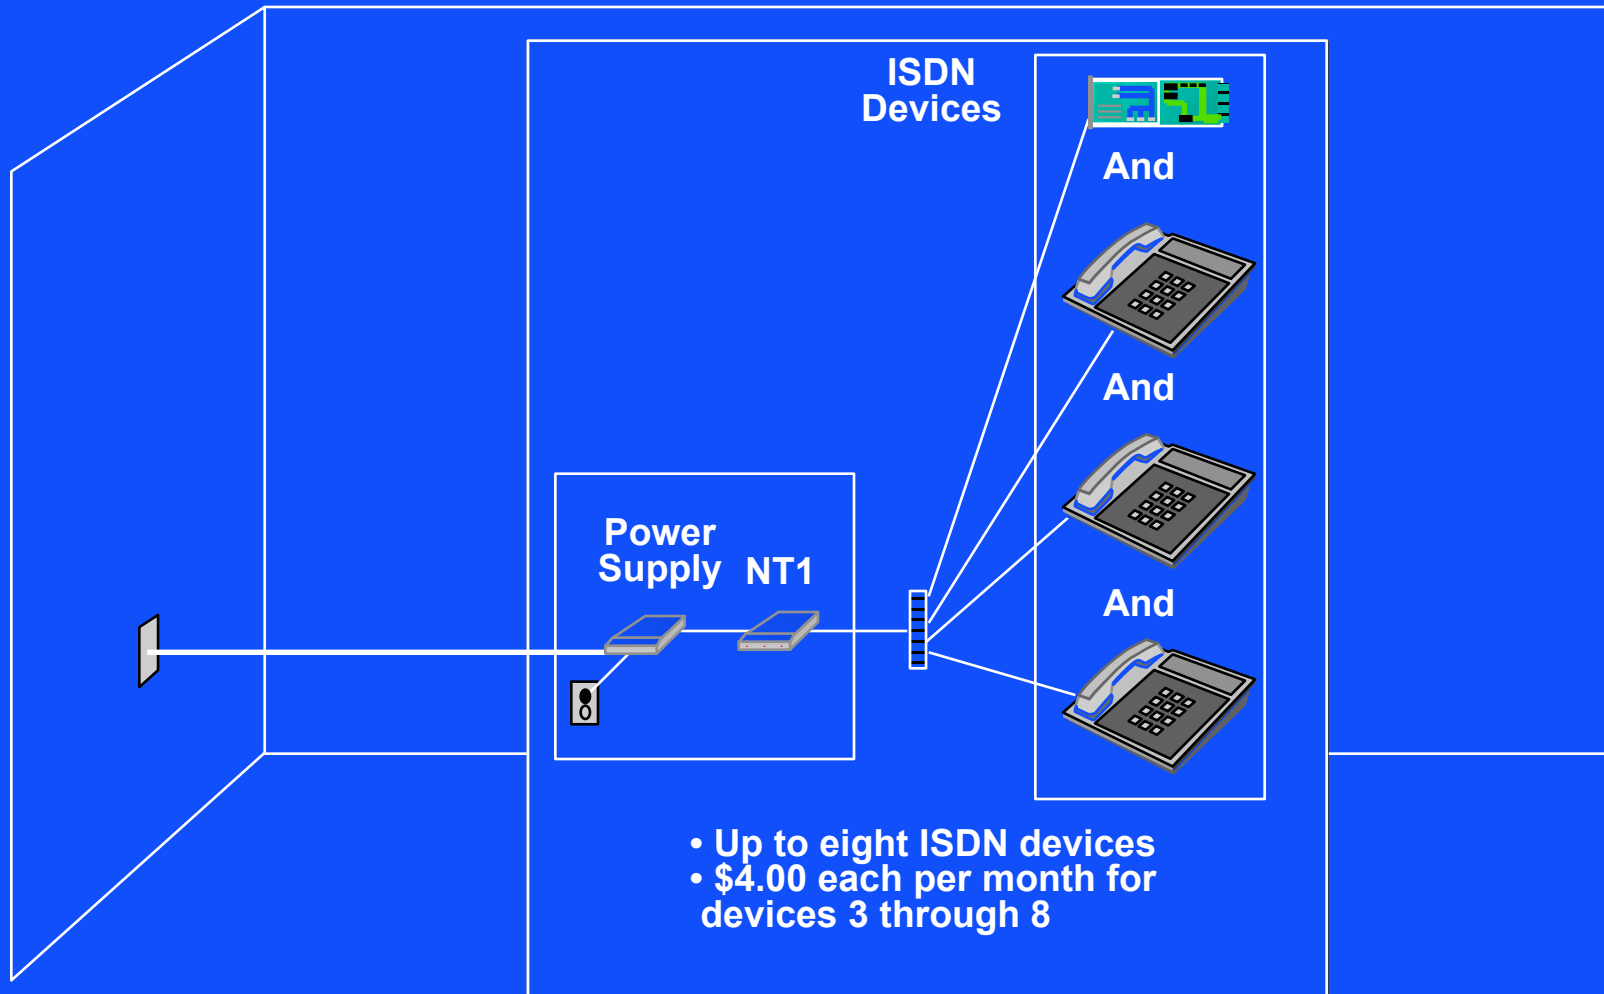 ISDN
Devices
And
And
Power
Supply
NT1
And
• Up to eight ISDN devices
• $4.00 each per month for
devices 3 through 8